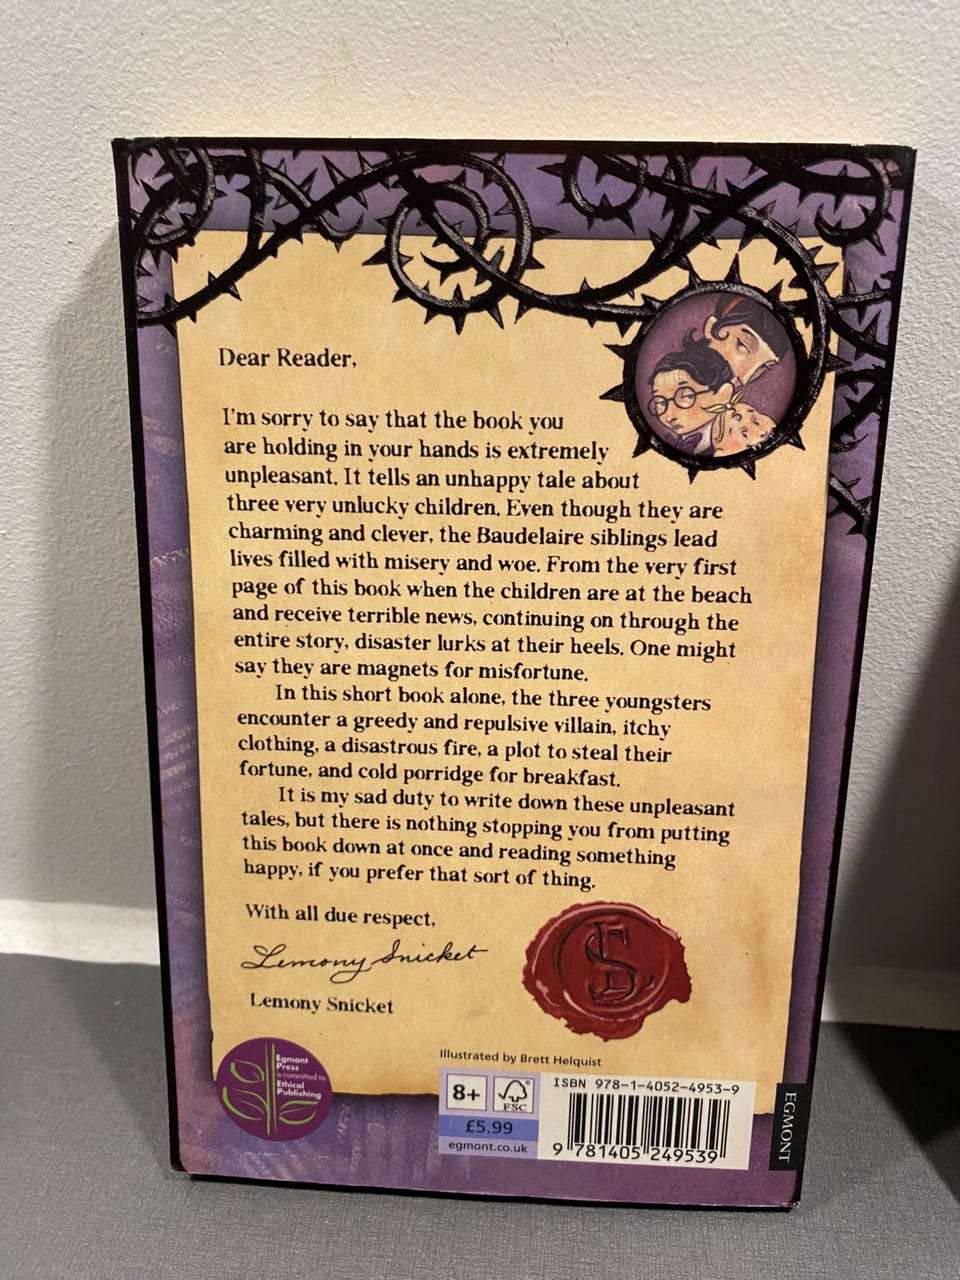 Dear Reader,
I'm sorry to say that the book you
are holding in your hands is extremely
unpleasant. It tells an unhappy tale about
three very unlucky children. Even though they are
charming and clever, the Baudelaire siblings lead
lives filled with misery and woe. From the very first
page of this book when the children are at the beach
and receive terrible news, continuing on through the
entire story, disaster lurks at their heels. One might
say they are magnets for misfortune.
In this short book alone, the three youngsters
encounter a greedy and repulsive villain, itchy
clothing, a disastrous fire, a plot to steal their
fortune, and cold porridge for breakfast.
It is my sad duty to write down these unpleasant
tales, but there is nothing stopping you from putting
this book down at once and reading something
happy, if you prefer that sort of thing.
With all due respect,
Lemony Snicket
Lemony Snicket
LS
Egmont
Press
is committed to
Ethical
Publishing
Illustrated by Brett Helquist
8+
FSC
£5.99
egmont.co.uk
ISBN 978-1-4052-4953-9
9 781405 249539
EGMONT